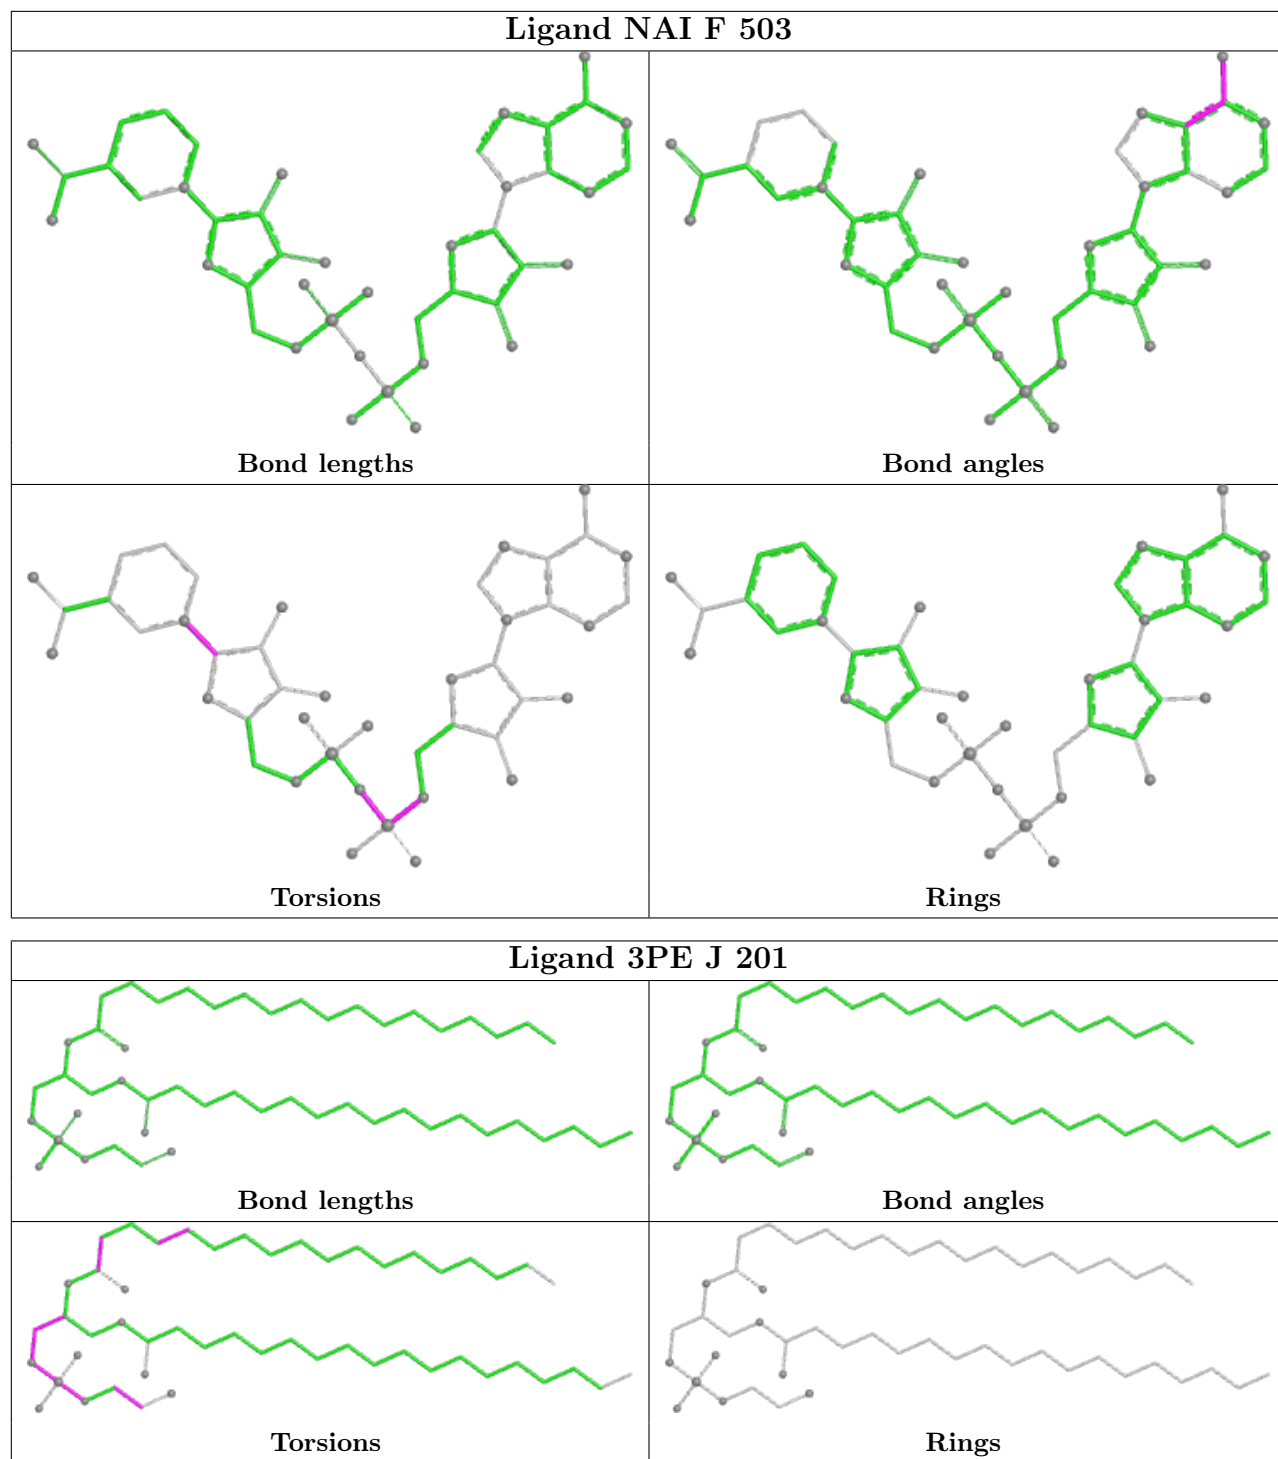 Ligand NAI F 503
Bond lengths
Bond angles
Torsions
Rings
Ligand 3PE J 201
Bond lengths
Bond angles
Torsions
Rings